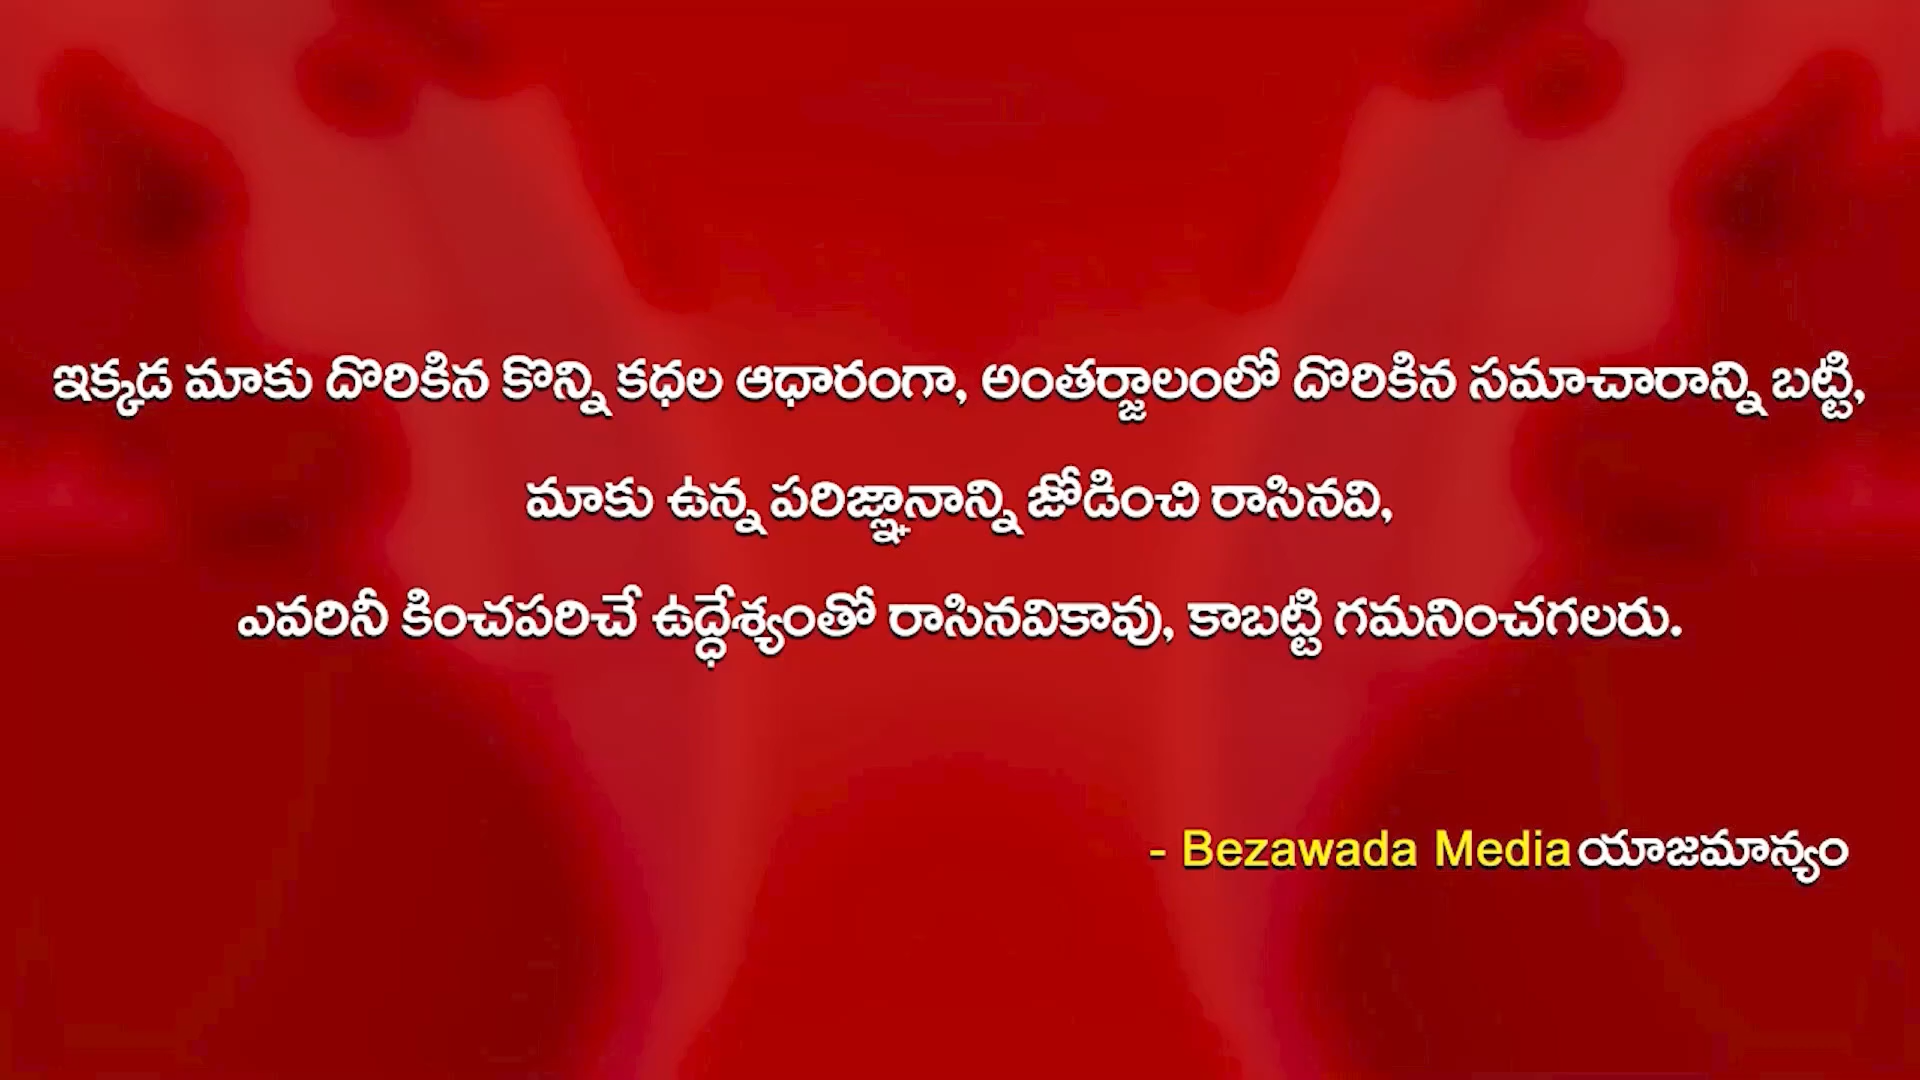 ఇక్కడ మాకు దొరికిన కొన్ని కధల ఆధారంగా, అంతర్జాలంలో దొరికిన సమాచారాన్ని బట్టి,
మాకు ఉన్న పరిజ్ఞానాన్ని జోడించి రాసినవి,
ఎవరినీ కించపరిచే ఉద్ధేశ్యంతో రాసినవికావు, కాబట్టి గమనించగలరు.
- Bezawada Media యాజమాన్యం